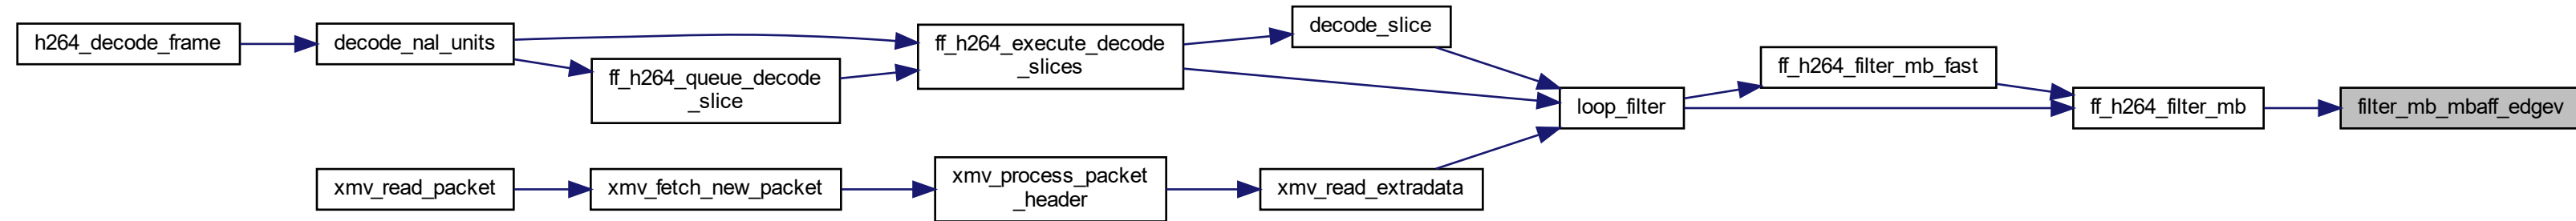 h264_decode_frame
decode_nal_units
ff_h264_queue_decode
_slice
ff_h264_execute_decode
_slices
decode_slice
loop_filter
ff_h264_filter_mb_fast
ff_h264_filter_mb
filter_mb_mbaff_edgev
xmv_read_packet
xmv_fetch_new_packet
xmv_process_packet
_header
xmv_read_extradata